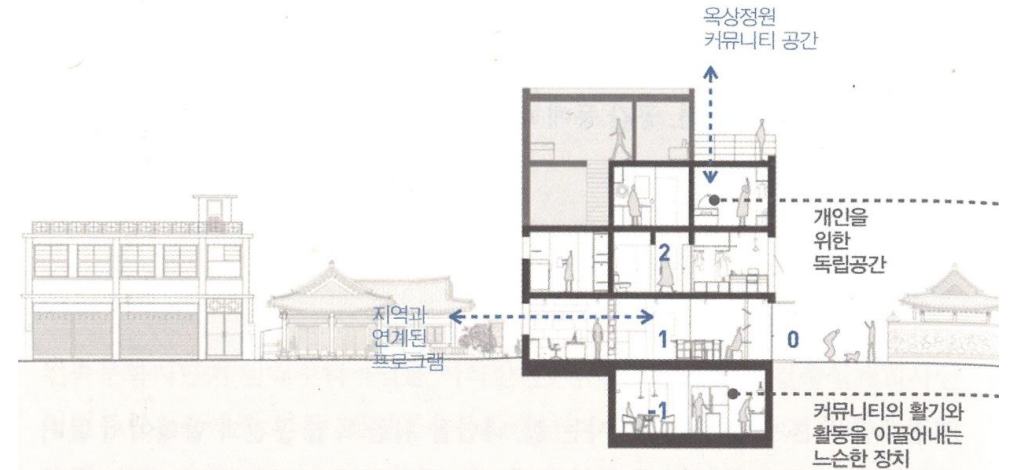 옥상정원
커뮤니티 공간
개인을
위한
독립공간
2
지역과
연계된
프로그램
1
0
-1
커뮤니티의 활기와
활동을 이끌어내는
느슨한 장치